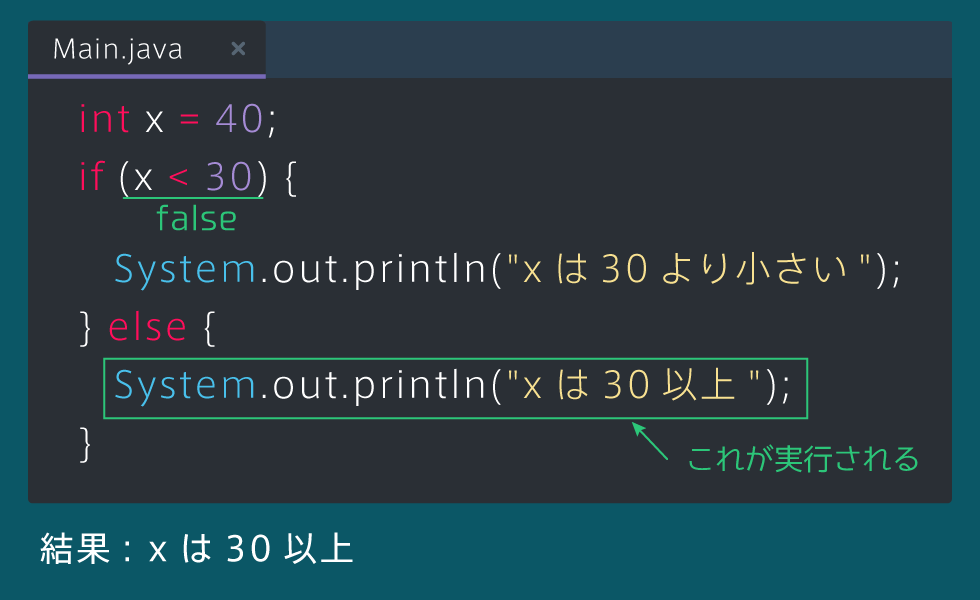 Main.java ×
int x = 40;
if (x < 30) {
false
System.out.println("x は 30 より小さい ");
} else {
System.out.println("x は 30 以上 ");
}
これが実行される
結果 : x は 30 以上